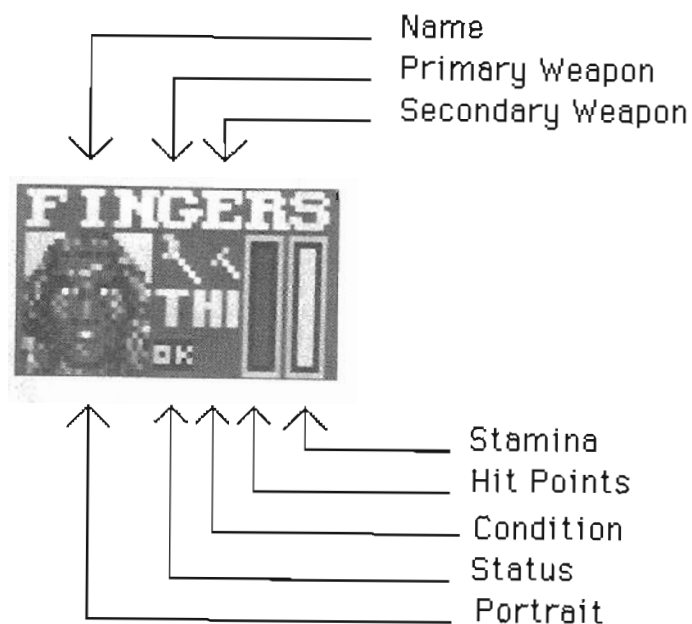 Name
Primary Weapon
Secondary Weapon
FINGERS
THI
OK
Stamina
Hit Points
Condition
Status
Portrait